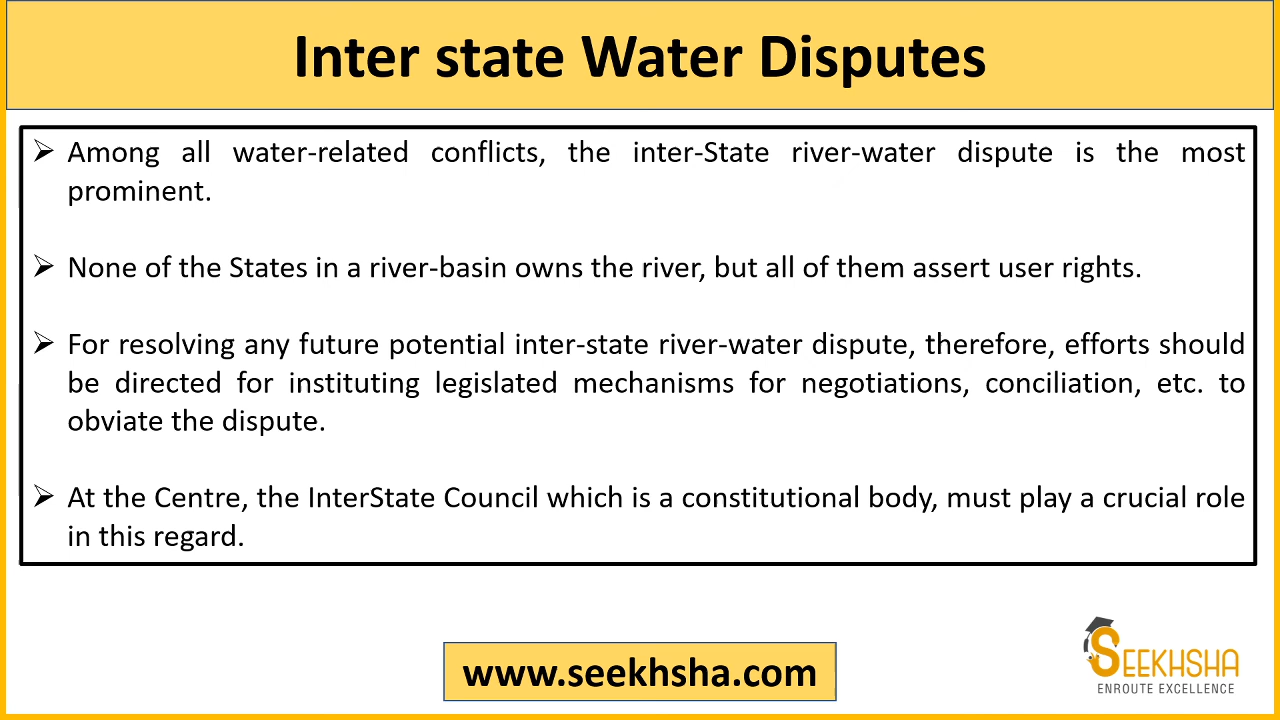 Inter state Water Disputes
Among all water-related conflicts, the inter-State river-water dispute is the most
prominent.
None of the States in a river-basin owns the river, but all of them assert user rights.
For resolving any future potential inter-state river-water dispute, therefore, efforts should
be directed for instituting legislated mechanisms for negotiations, conciliation, etc. to
obviate the dispute.
At the Centre, the InterState Council which is a constitutional body, must play a crucial role
in this regard.
www.seekhsha.com
SEEKHSHA
ENROUTE EXCELLENCE